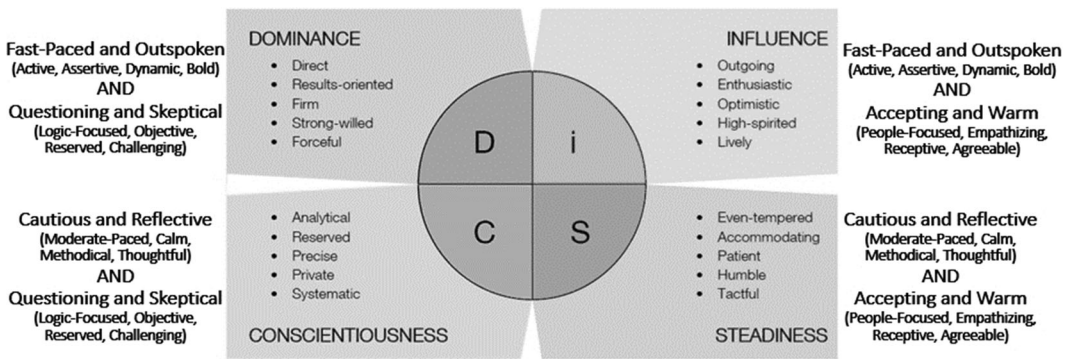 Fast-Paced and Outspoken
(Active, Assertive, Dynamic, Bold)
AND
Questioning and Skeptical
(Logic-Focused, Objective,
Reserved, Challenging)
DOMINANCE
• Direct
• Results-oriented
• Firm
• Strong-willed
• Forceful
INFLUENCE
• Outgoing
• Enthusiastic
• Optimistic
• High-spirited
• Lively
Fast-Paced and Outspoken
(Active, Assertive, Dynamic, Bold)
AND
Accepting and Warm
(People-Focused, Empathizing,
Receptive, Agreeable)
D
i
C
S
Cautious and Reflective
(Moderate-Paced, Calm,
Methodical, Thoughtful)
AND
Questioning and Skeptical
(Logic-Focused, Objective,
Reserved, Challenging)
• Analytical
• Reserved
• Precise
• Private
• Systematic
CONSCIENTIOUSNESS
• Even-tempered
• Accommodating
• Patient
• Humble
• Tactful
STEADINESS
Cautious and Reflective
(Moderate-Paced, Calm,
Methodical, Thoughtful)
AND
Accepting and Warm
(People-Focused, Empathizing,
Receptive, Agreeable)